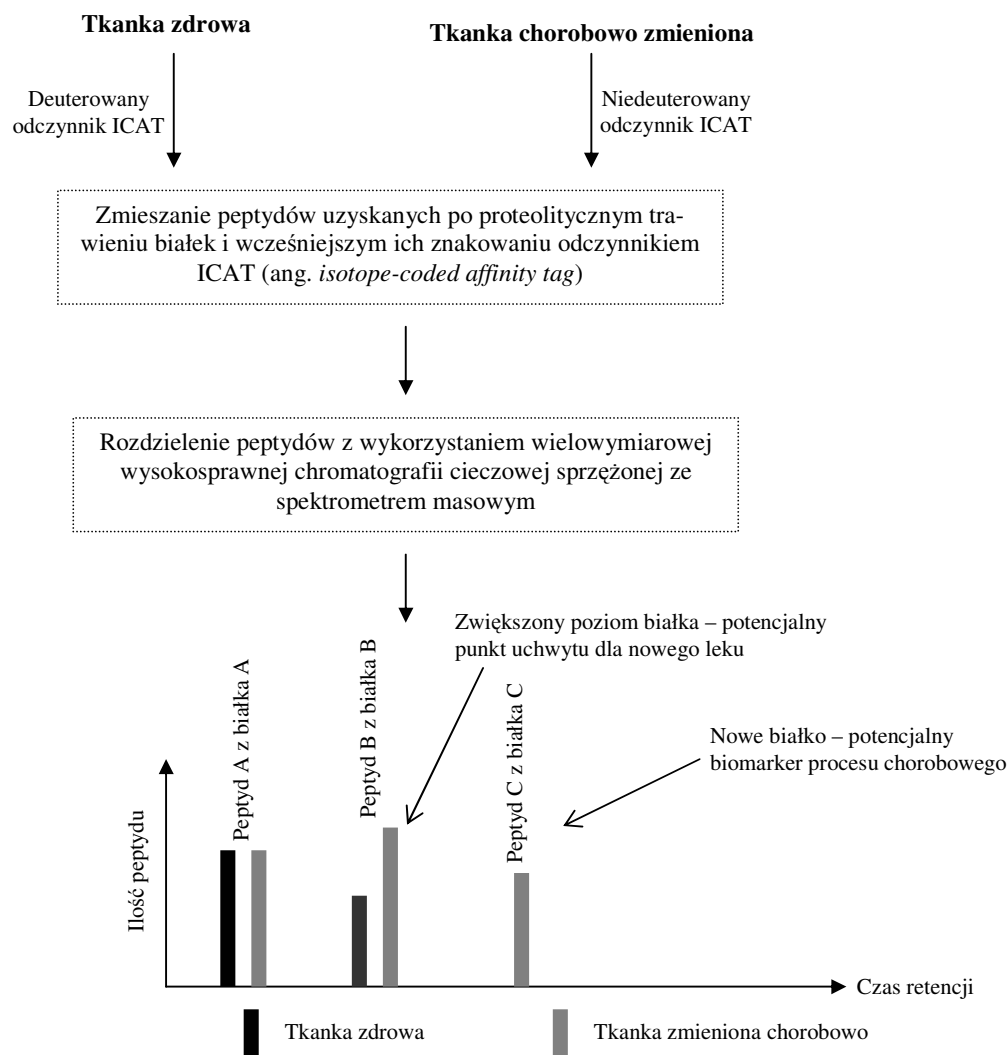 Tkanka zdrowa
Tkanka chorobowo zmieniona
Deuterowany
odczynnik ICAT
Niedeuterowany
odczynnik ICAT
Zmieszanie peptydów uzyskanych po proteolitycznym tra-
wieniu białek i wcześniejszym ich znakowaniu odczynnikiem
ICAT (ang. isotope-coded affinity tag)
Rozdzielenie peptydów z wykorzystaniem wielowymiarowej
wysokosprawnej chromatografii cieczowej sprzężonej ze
spektrometrem masowym
Zwiększony poziom białka – potencjalny
punkt uchwytu dla nowego leku
Nowe białko – potencjalny
biomarker procesu chorobowego
Peptyd A z białka A
Peptyd B z białka B
Peptyd C z białka C
Ilość peptydu
Czas retencji
Tkanka zdrowa
Tkanka zmieniona chorobowo